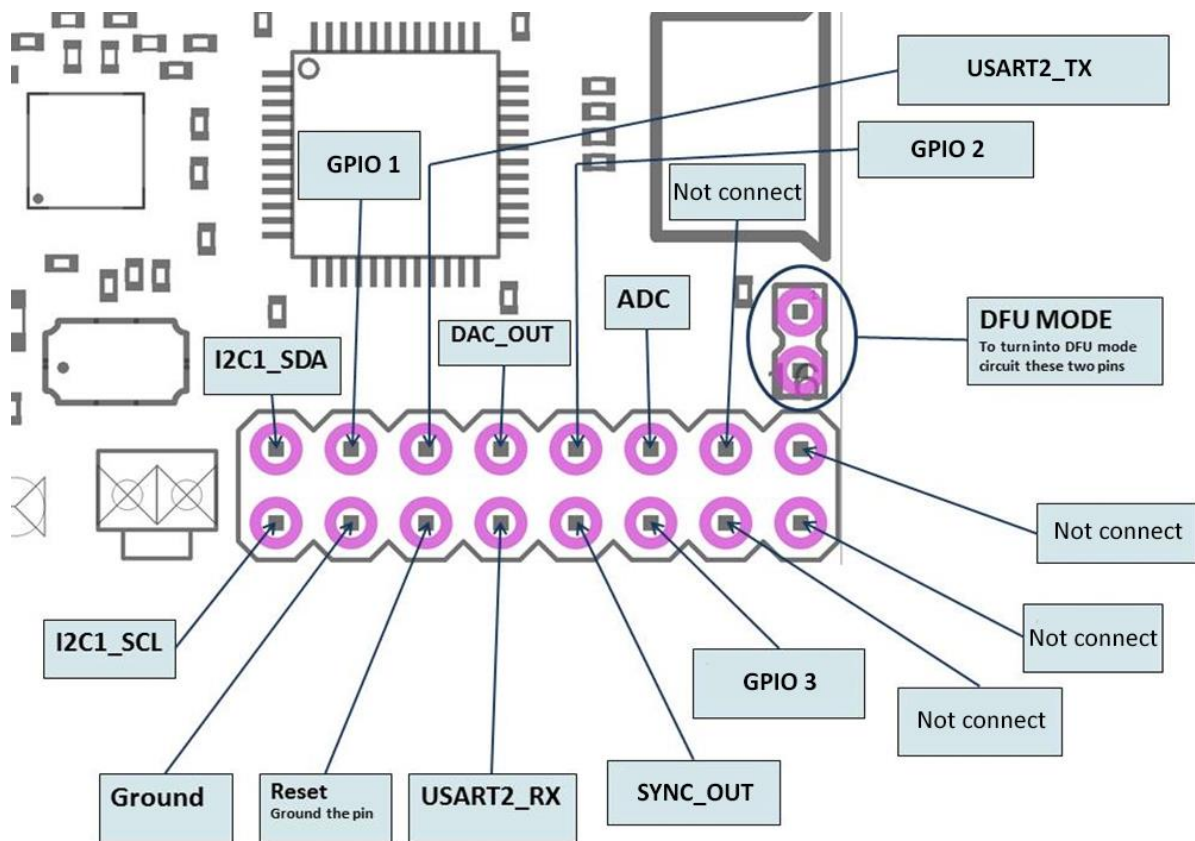 USART2_TX
GPIO 1
GPIO 2
Not connect
ADC
DAC_OUT
I2C1_SDA
DFU MODE
To turn into DFU mode
circuit these two pins
Not connect
I2C1_SCL
Not connect
GPIO 3
Not connect
Ground
Reset
Ground the pin
USART2_RX
SYNC_OUT